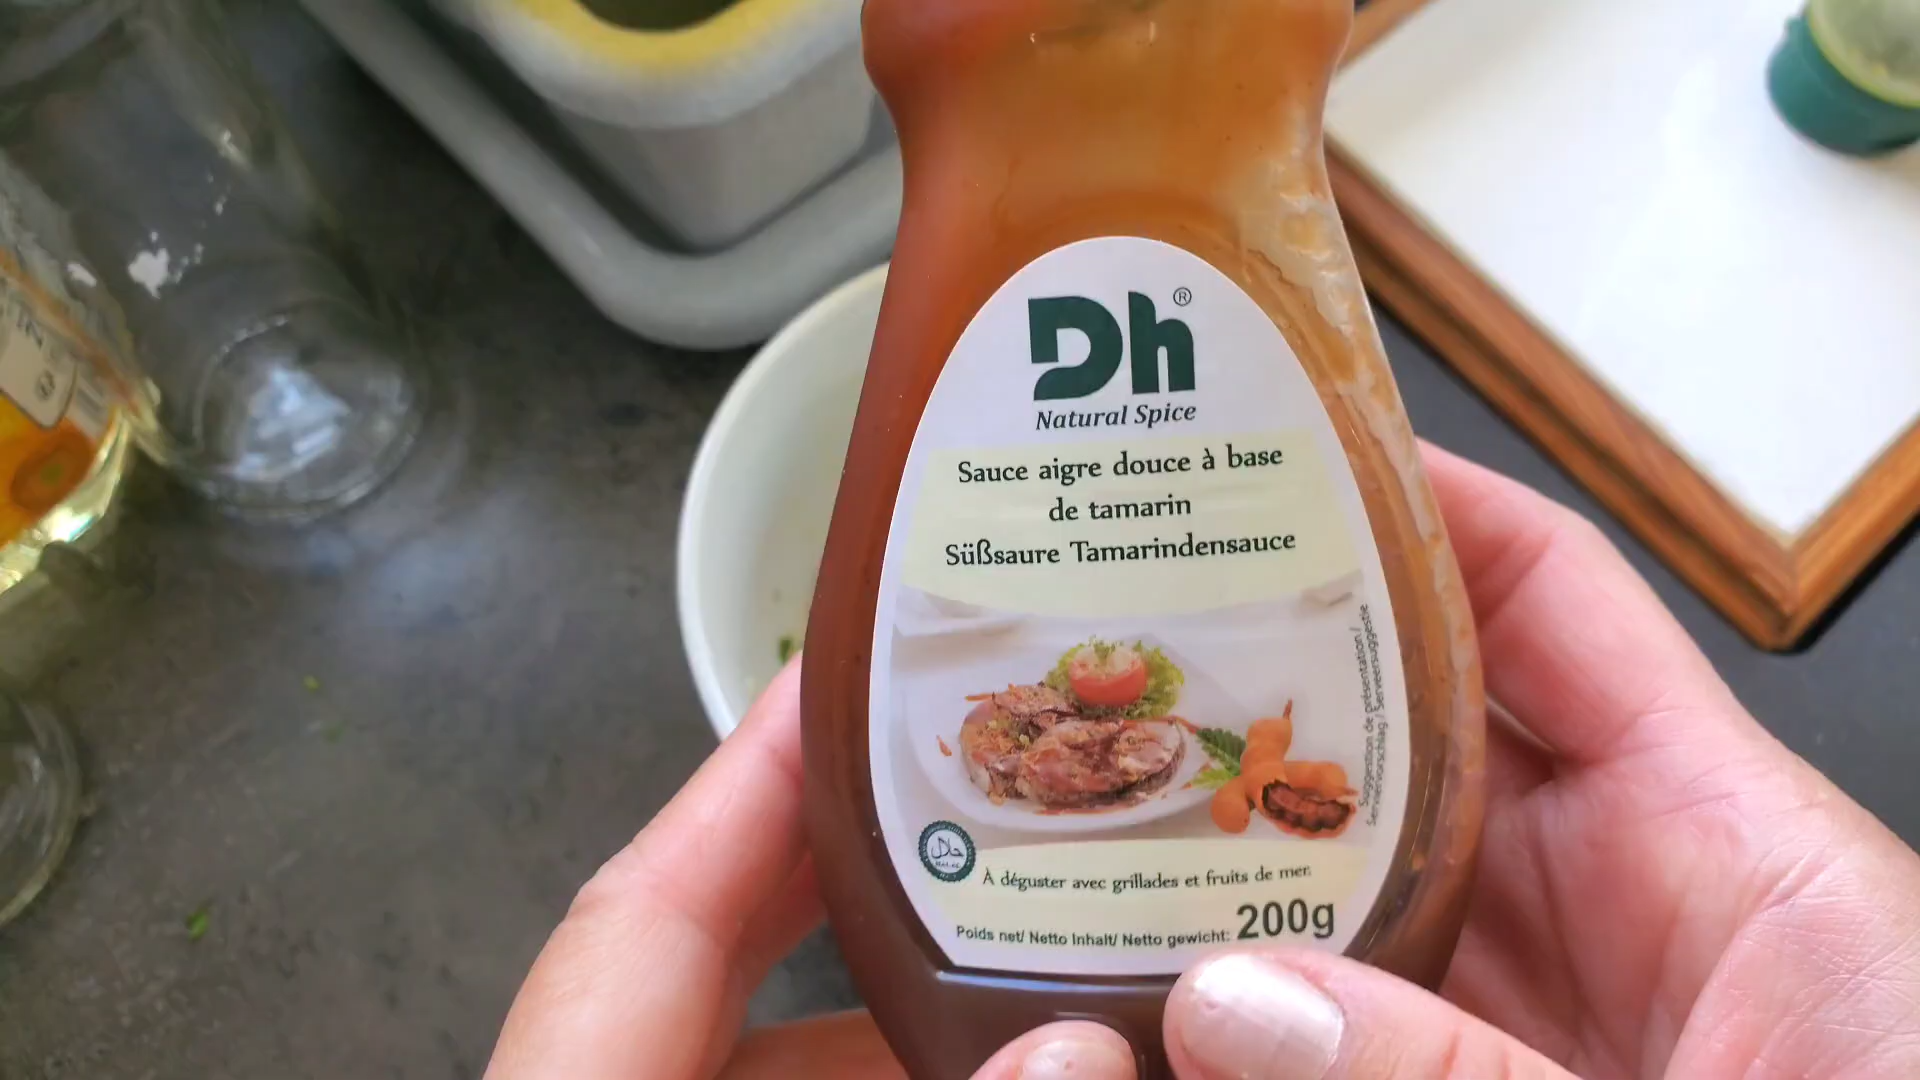 Dh®
Natural Spice
Sauce aigre douce à base
de tamarin
Süßsaure Tamarindensauce
Suggestion de présentation /
Serviervorschlag / Serveersuggestie
حلال
À déguster avec grillades et fruits de mer.
Poids net/ Netto Inhalt/ Netto gewicht: 200g